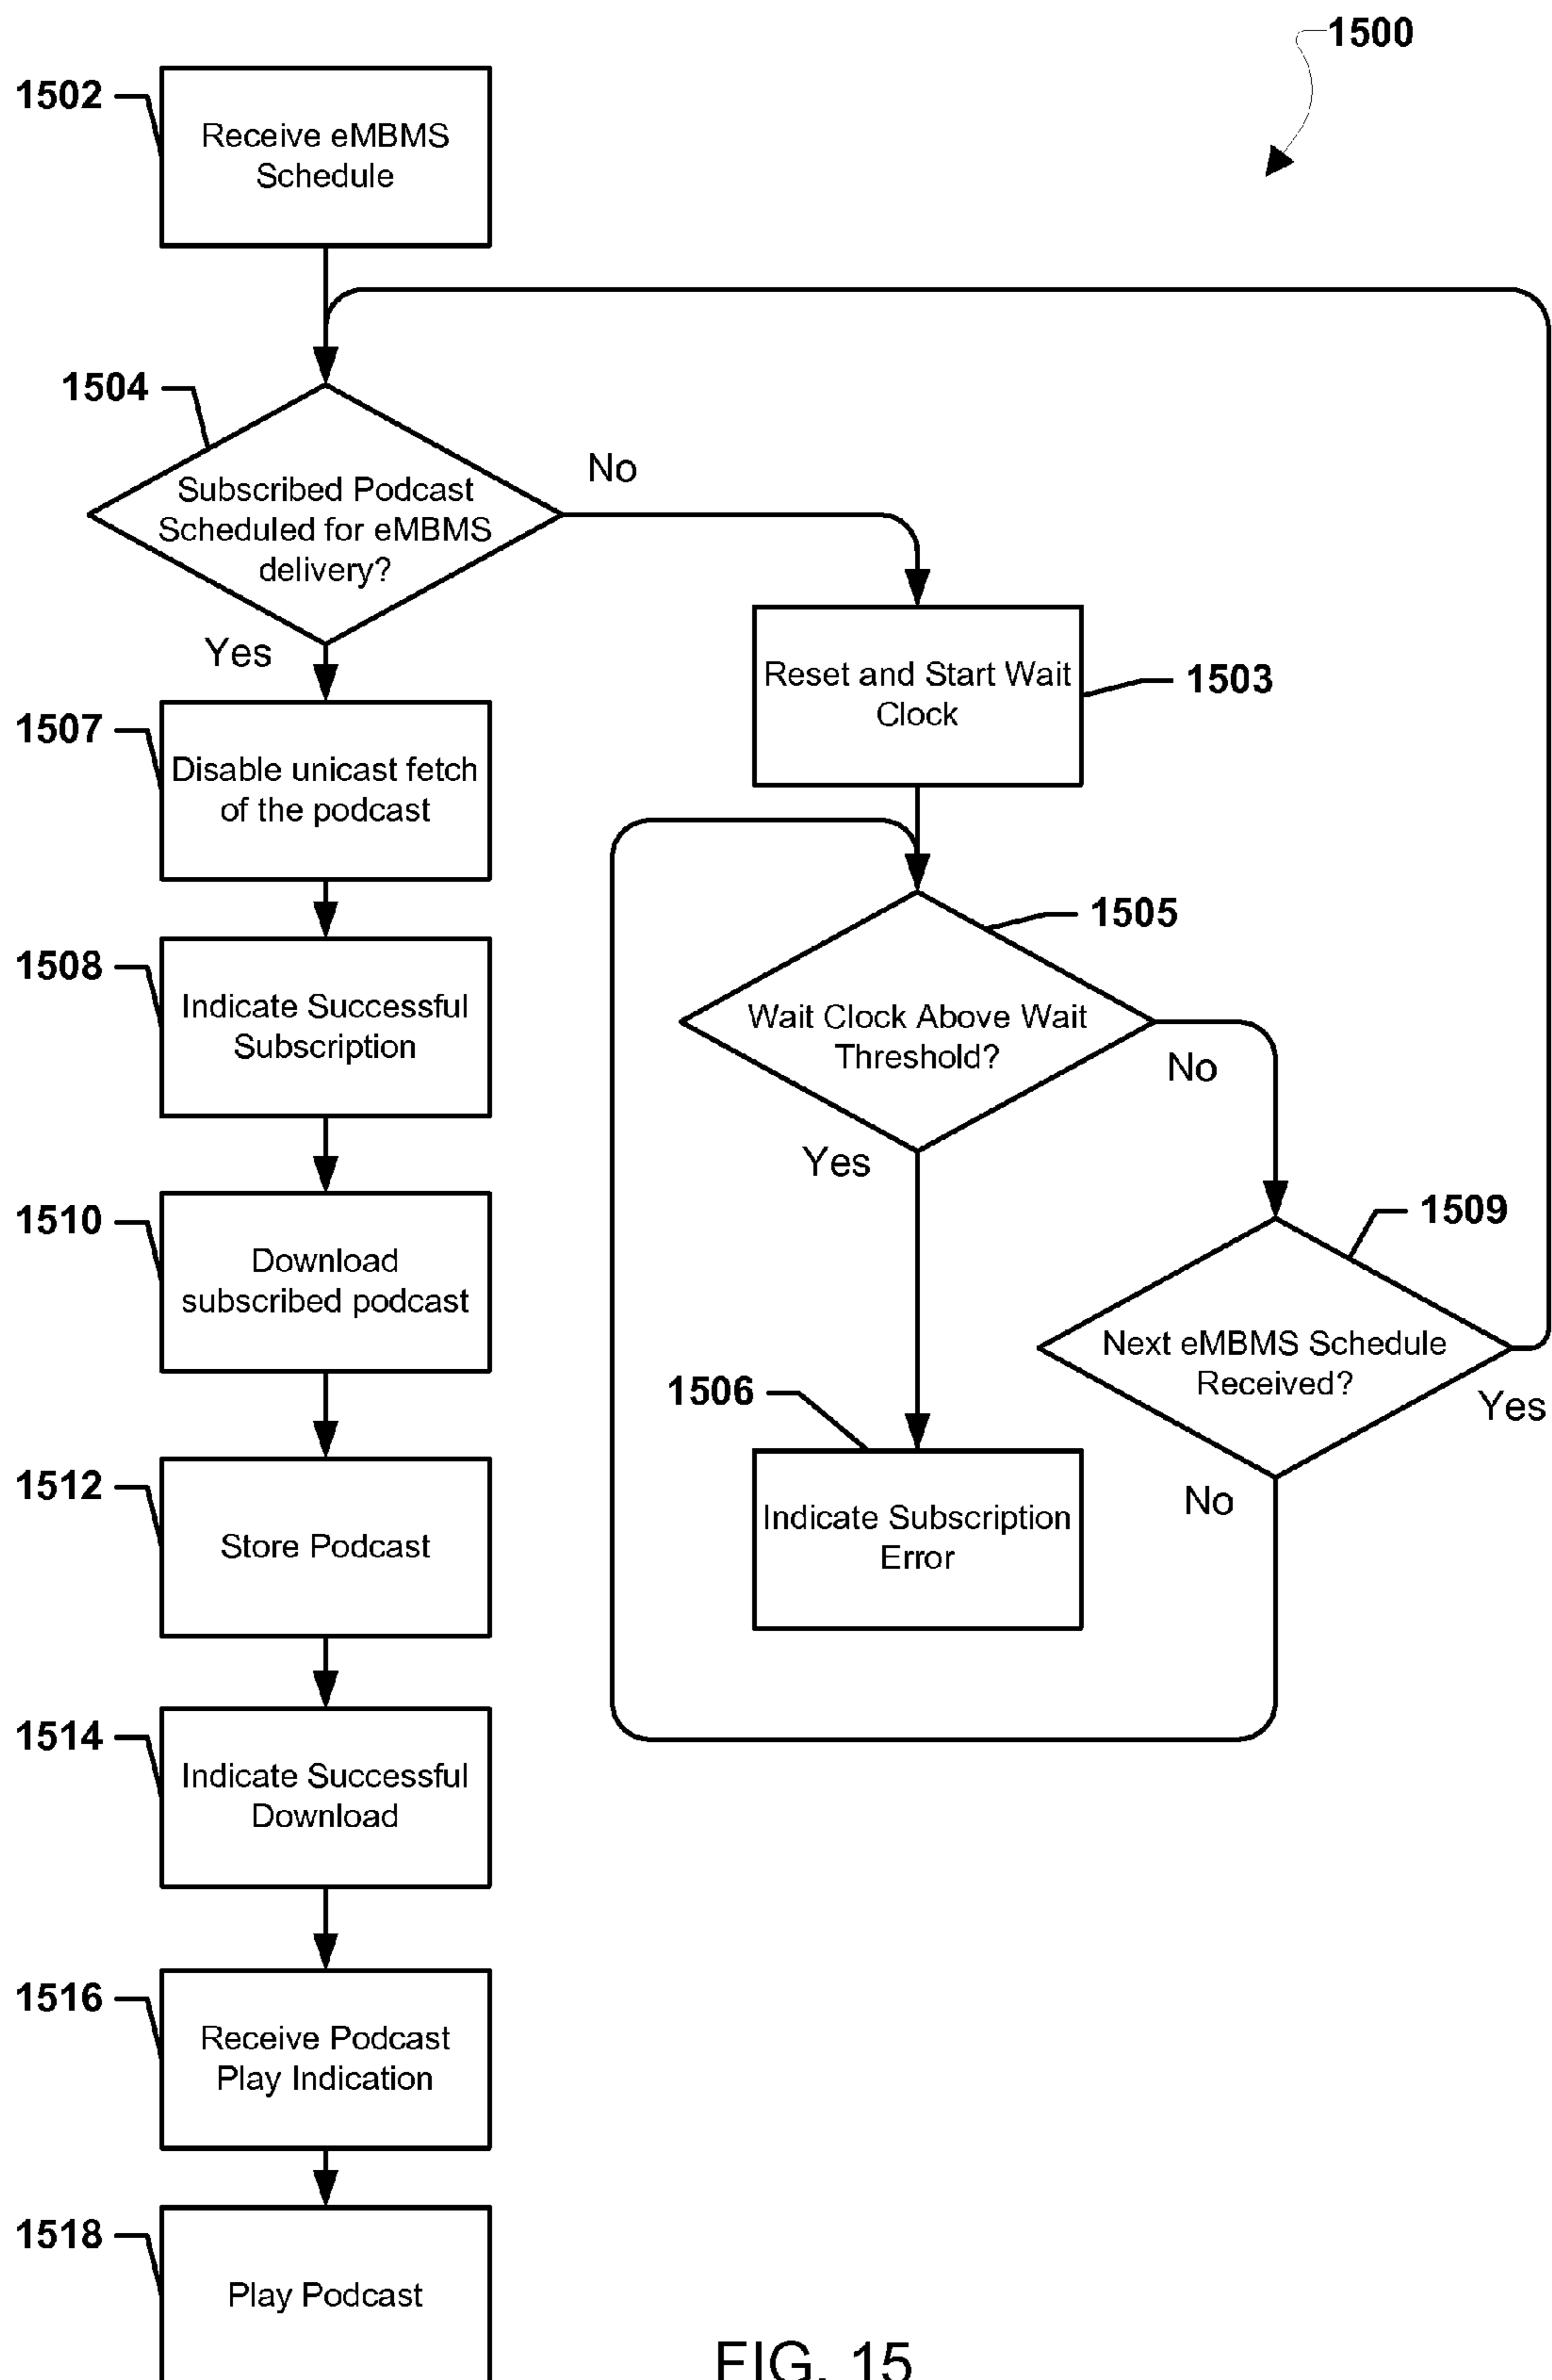 1500
1502
Receive eMBMS
Schedule
1504
Subscribed Podcast
Scheduled for eMBMS
delivery?
No
Yes
1503
Reset and Start Wait
Clock
1507
Disable unicast fetch
of the podcast
1505
Wait Clock Above Wait
Threshold?
No
Yes
1508
Indicate Successful
Subscription
1509
Next eMBMS Schedule
Received?
Yes
No
1510
Download
subscribed podcast
1506
Indicate Subscription
Error
1512
Store Podcast
1514
Indicate Successful
Download
1516
Receive Podcast
Play Indication
1518
Play Podcast
FIG. 15